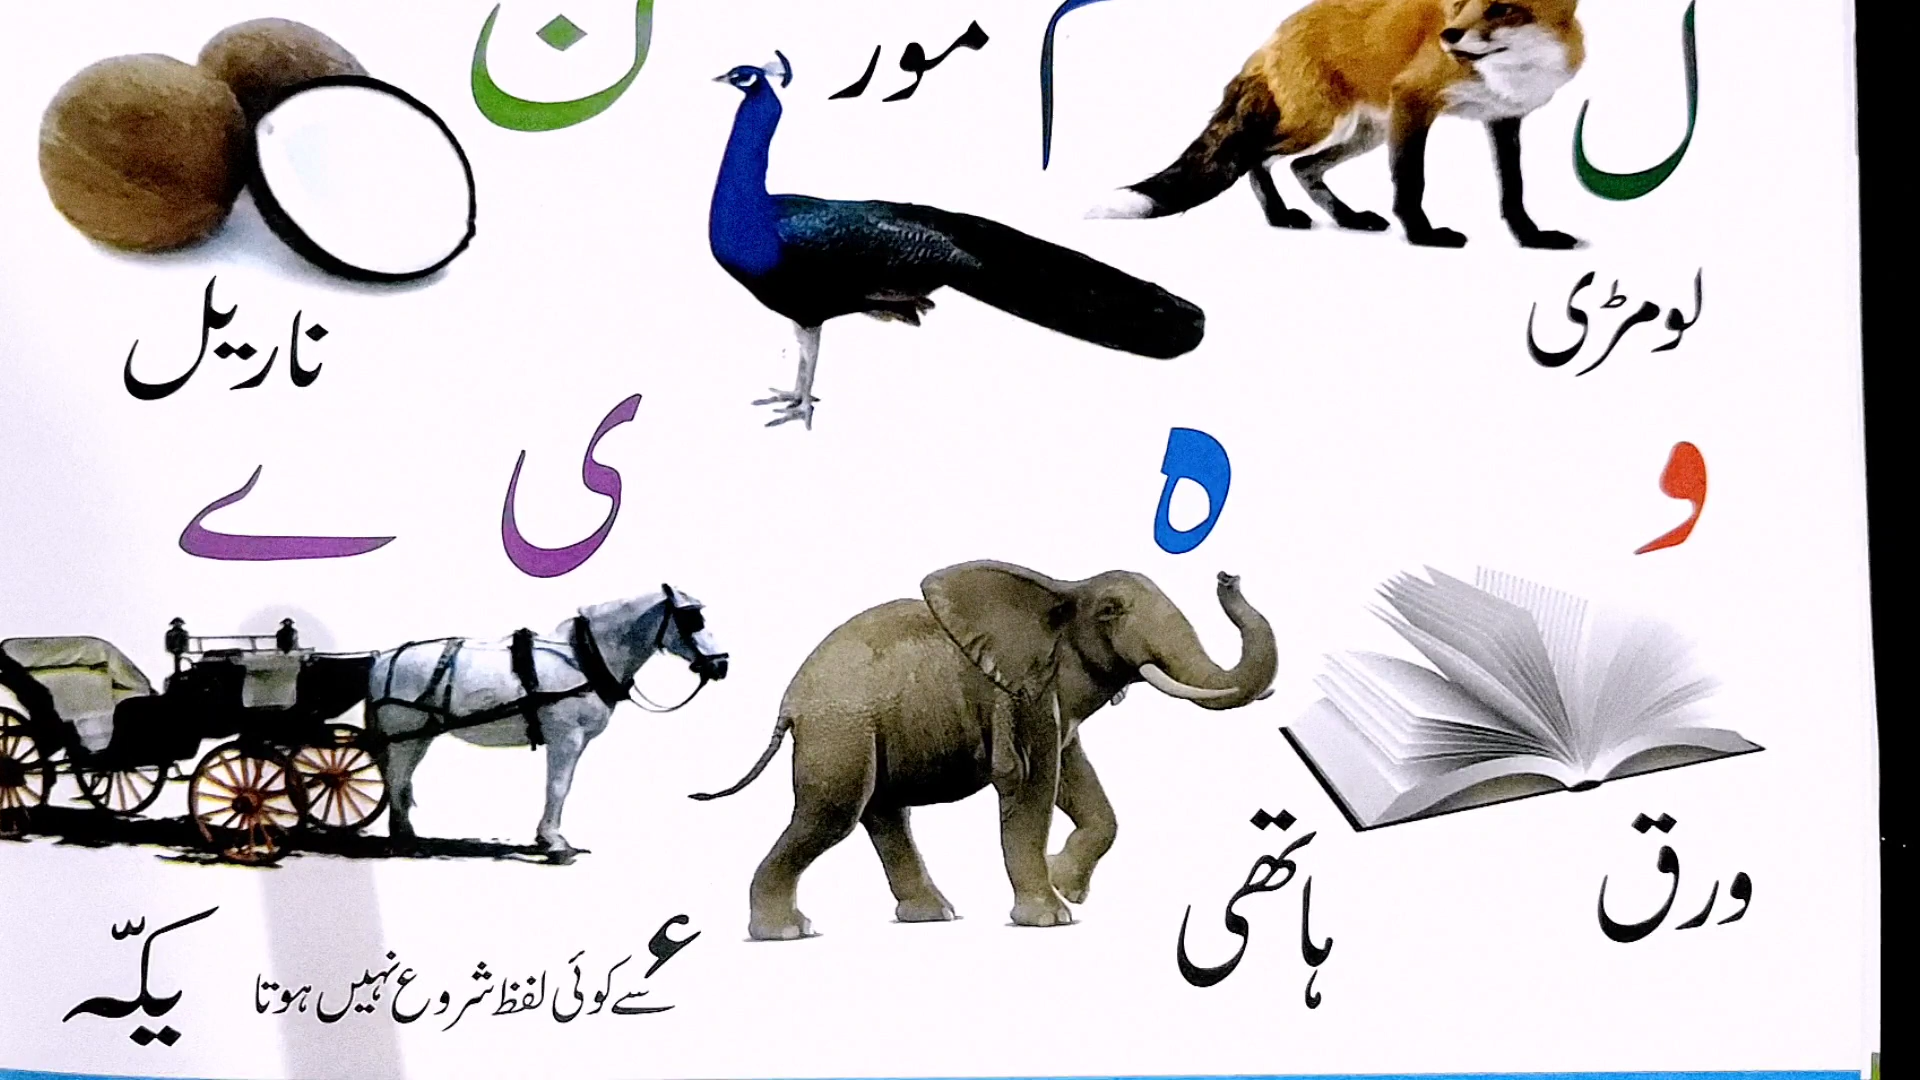 ل
م
مور
ن
لومڑی
ناریل
و
ہ
ی
ے
ورق
ہاتھی
ء سے کوئی لفظ شروع نہیں ہوتا
یکّہ